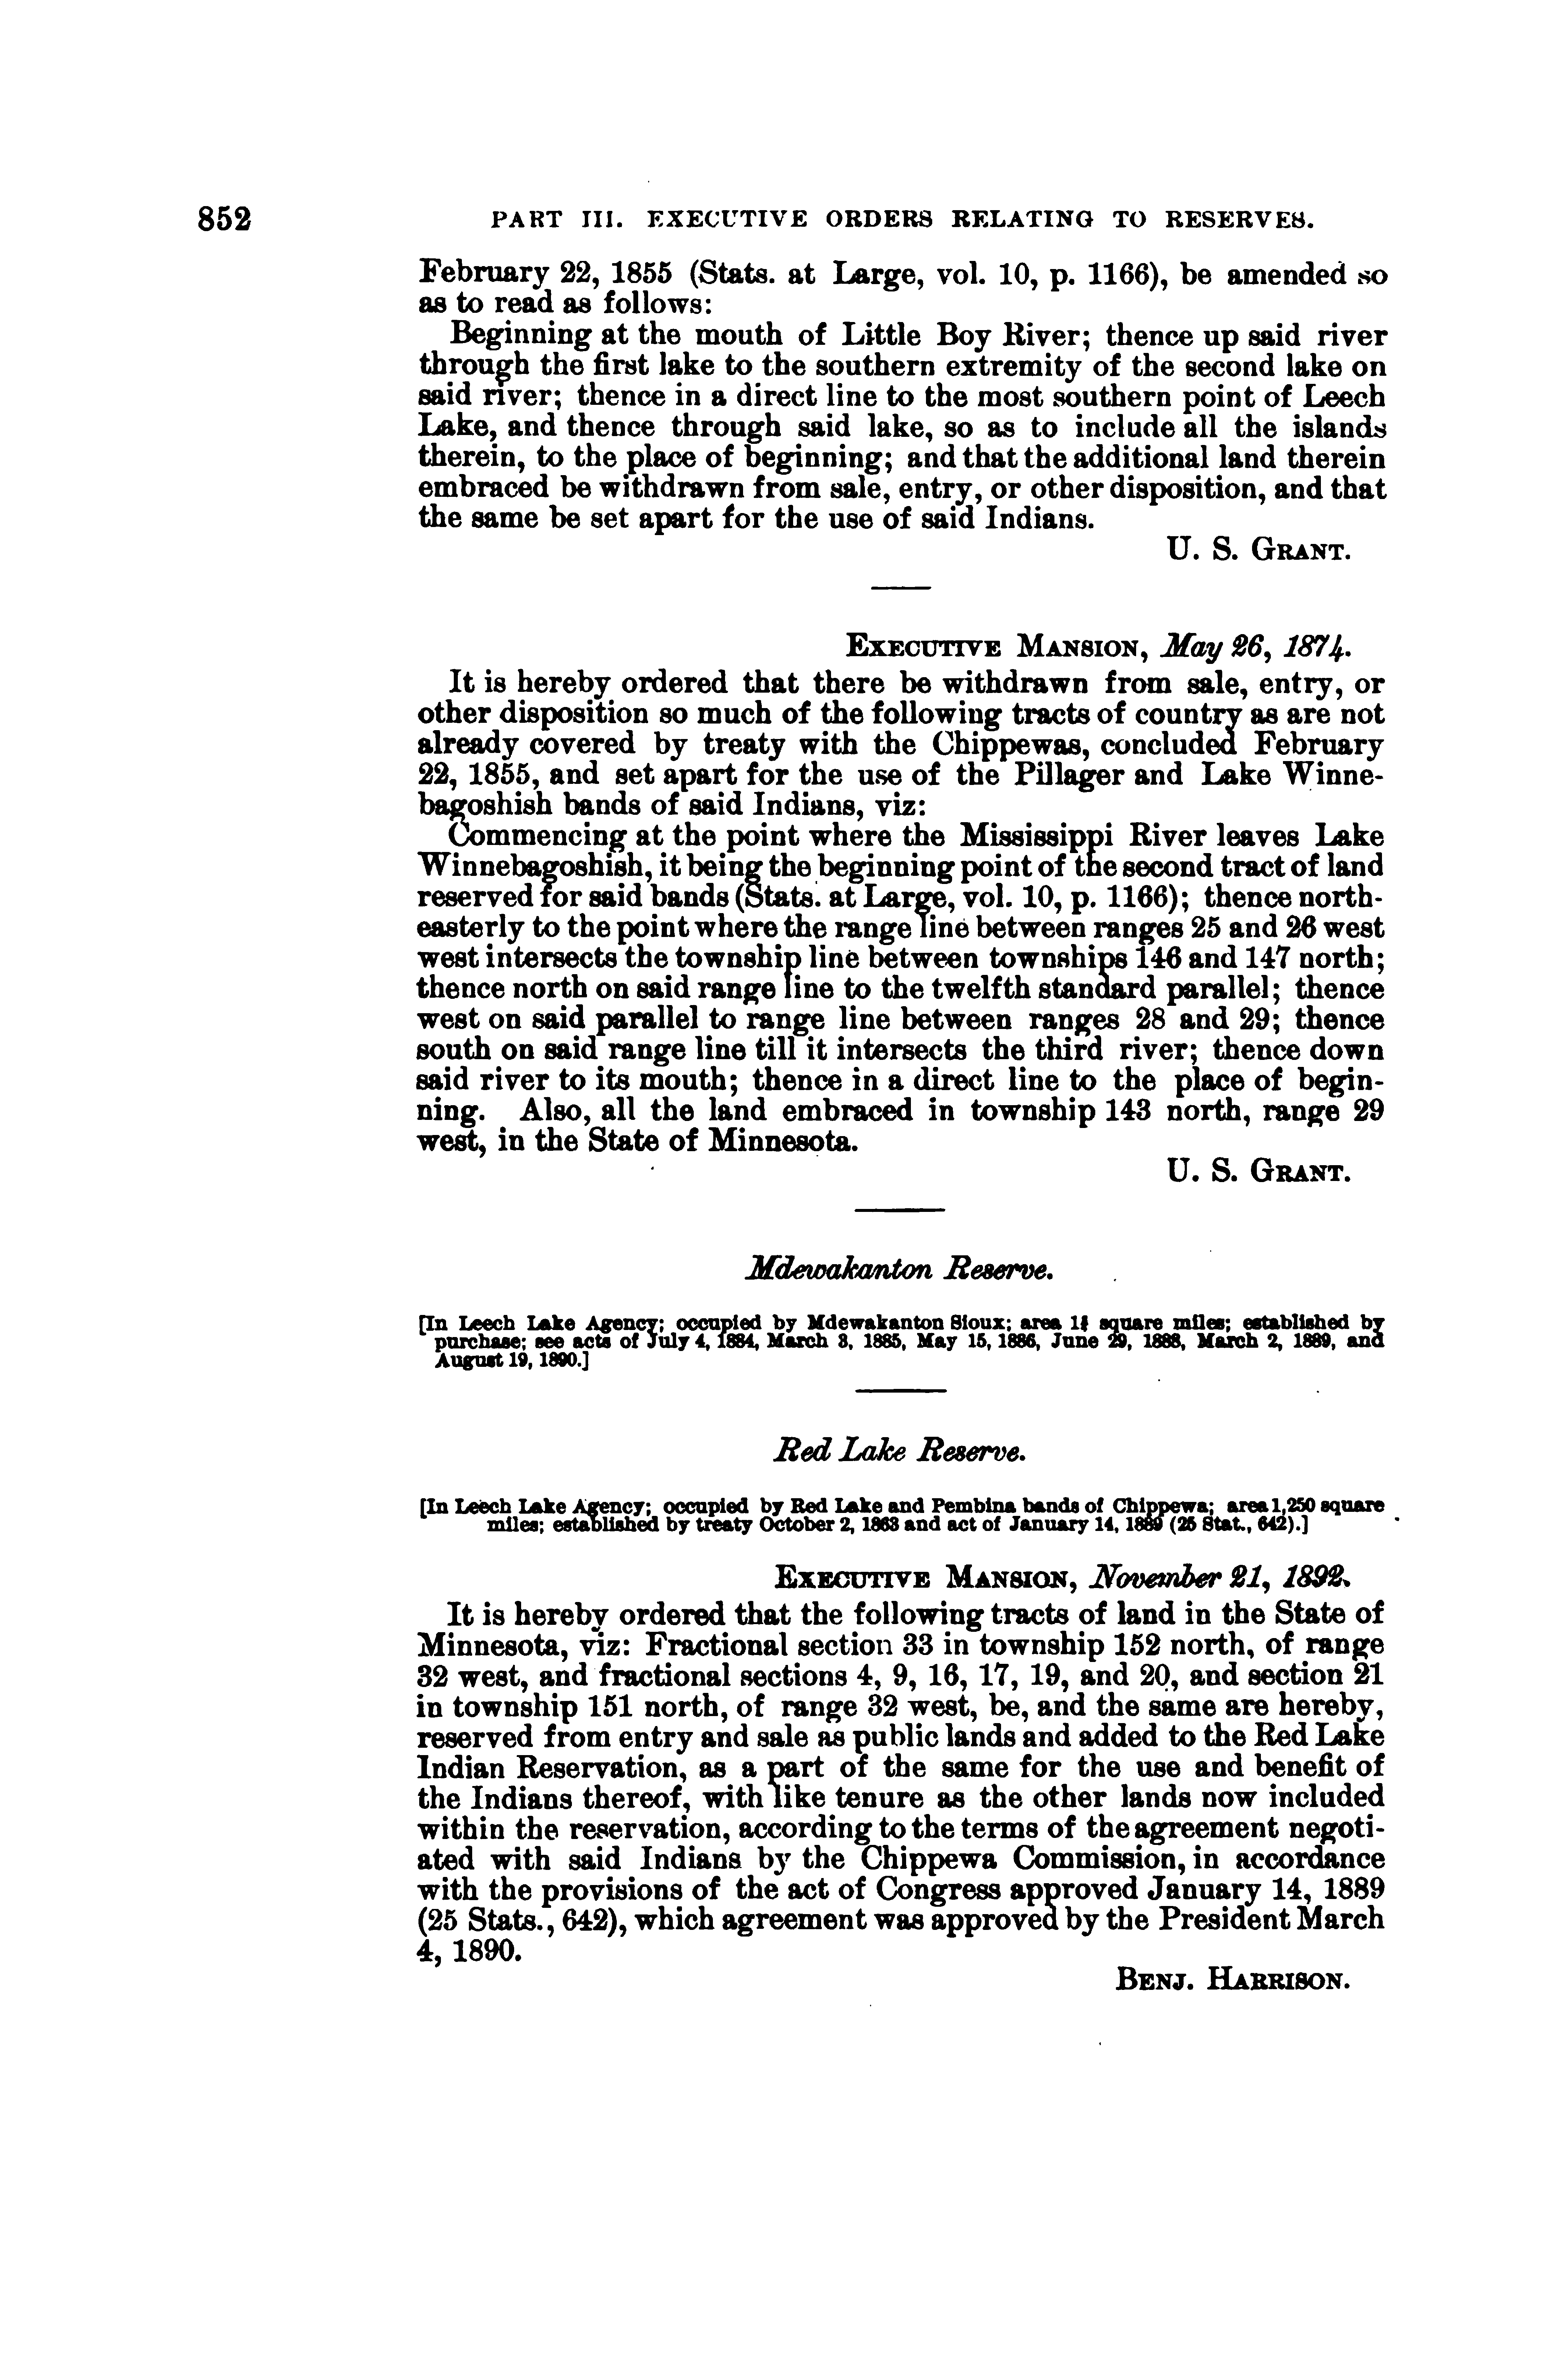 852 PART III. EXECUTIVE ORDERS RELATING TO RESERVES.
February 22, 1855 (Stats. at Large, vol. 10, p. 1166), be amended so
as to read as follows:
Beginning at the mouth of Little Boy River; thence up said river
through the first lake to the southern extremity of the second lake on
said river; thence in a direct line to the most southern point of Leech
Lake, and thence through said lake, so as to include all the islands
therein, to the place of beginning; and that the additional land therein
embraced be withdrawn from sale, entry, or other disposition, and that
the same be set apart for the use of said Indians.
U. S. GRANT.
EXECUTIVE MANSION, May 26, 1874.
It is hereby ordered that there be withdrawn from sale, entry, or
other disposition so much of the following tracts of country as are not
already covered by treaty with the Chippewas, concluded February
22, 1855, and set apart for the use of the Pillager and Lake Winne-
bagoshish bands of said Indians, viz:
Commencing at the point where the Mississippi River leaves Lake
Winnebagoshish, it being the beginning point of the second tract of land
reserved for said bands (Stats. at Large, vol. 10, p. 1166); thence north-
easterly to the point where the range line between ranges 25 and 26 west
west intersects the township line between townships 146 and 147 north;
thence north on said range line to the twelfth standard parallel; thence
west on said parallel to range line between ranges 28 and 29; thence
south on said range line till it intersects the third river; thence down
said river to its mouth; thence in a direct line to the place of begin-
ning. Also, all the land embraced in township 143 north, range 29
west, in the State of Minnesota.
U. S. GRANT.
Mdewakanton Reserve.
[In Leech Lake Agency; occupied by Mdewakanton Sioux; area square miles; established by
purchase; see acts of July 4, 1884, March 3, 1885, May 15, 1886, June 29, 1888, March 2, 1889, and
August 19, 1890.]
Red Lake Reserve.
[In Leech Lake Agency; occupied by Red Lake and Pembina bands of Chippewa; area 1,250 square
miles; established by treaty October 2, 1863 and act of January 14, 1889 (25 Stat., 642).]
EXECUTIVE MANSION, November 21, 1892.
It is hereby ordered that the following tracts of land in the State of
Minnesota, viz: Fractional section 33 in township 152 north, of range
32 west, and fractional sections 4, 9, 16, 17, 19, and 20, and section 21
in township 151 north, of range 32 west, be, and the same are hereby,
reserved from entry and sale as public lands and added to the Red Lake
Indian Reservation, as a part of the same for the use and benefit of
the Indians thereof, with like tenure as the other lands now included
within the reservation, according to the terms of the agreement negoti-
ated with said Indians by the Chippewa Commission, in accordance
with the provisions of the act of Congress approved January 14, 1889
(25 Stats., 642), which agreement was approved by the President March
4, 1890.
BENJ. HARRISON.